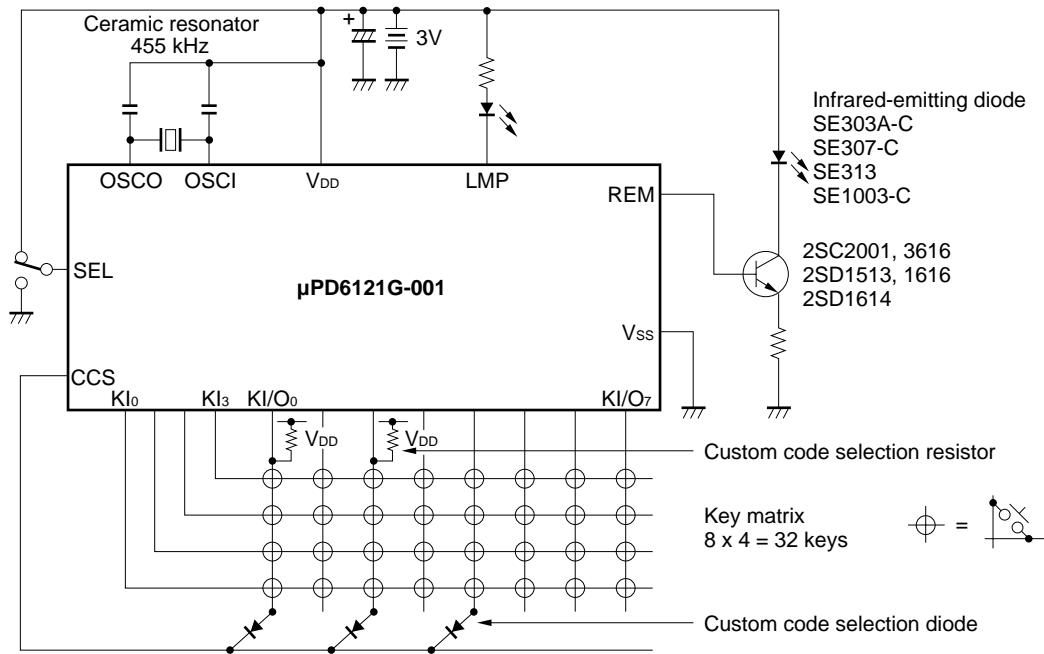 Ceramic resonator
455 kHz
+
3V
Infrared-emitting diode
SE303A-C
SE307-C
SE313
SE1003-C
OSCO
OSCI
VDD
LMP
REM
SEL
µPD6121G-001
2SC2001, 3616
2SD1513, 1616
2SD1614
VSS
CCS
KI0
KI3
KI/O0
KI/O7
VDD
VDD
Custom code selection resistor
Key matrix
8 x 4 = 32 keys
=
Custom code selection diode